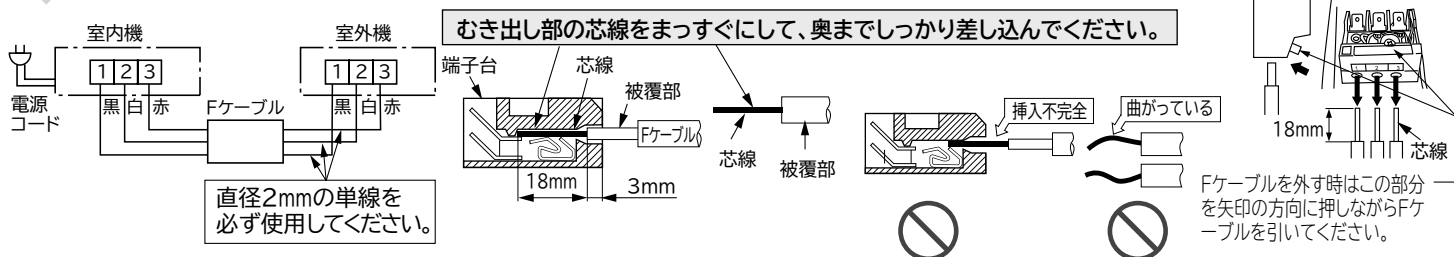 むき出し部の芯線をまっすぐにして、奥までしっかり差し込んでください。
室内機
室外機
1 2 3
1 2 3
黒 白 赤
黒 白 赤
電源
コード
Fケーブル
直径2mmの単線を
必ず使用してください。
端子台
芯線
被覆部
Fケーブル
18mm
3mm
芯線
被覆部
挿入不完全
曲がっている
1 2 3
18mm
芯線
Fケーブルを外す時はこの部分
を矢印の方向に押しながらFケ
ーブルを引いてください。